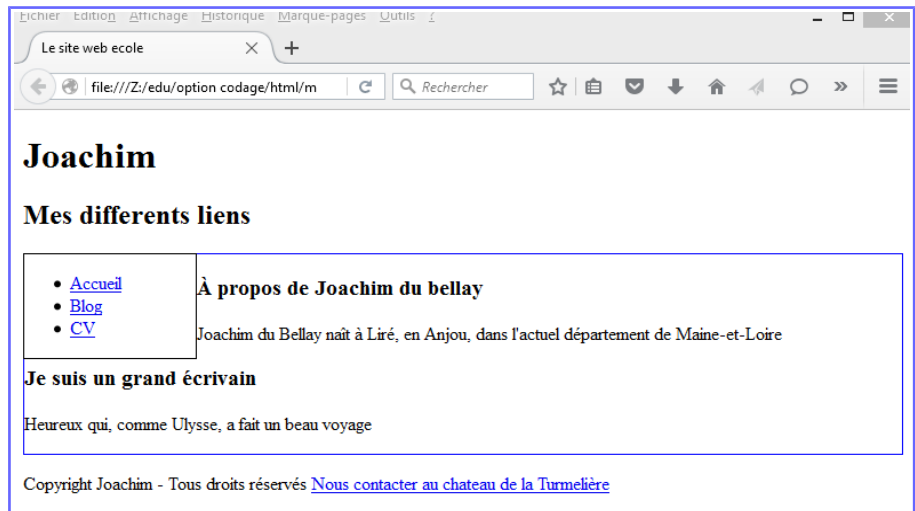 Fichier Edition Affichage Historique Marque-pages Outils ?
Le site web ecole
file:///Z:/edu/option codage/html/m
Rechercher
Joachim
Mes differents liens
Accueil
Blog
CV
À propos de Joachim du bellay
Joachim du Bellay naît à Liré, en Anjou, dans l'actuel département de Maine-et-Loire
Je suis un grand écrivain
Heureux qui, comme Ulysse, a fait un beau voyage
Copyright Joachim - Tous droits réservés Nous contacter au chateau de la Turmelière